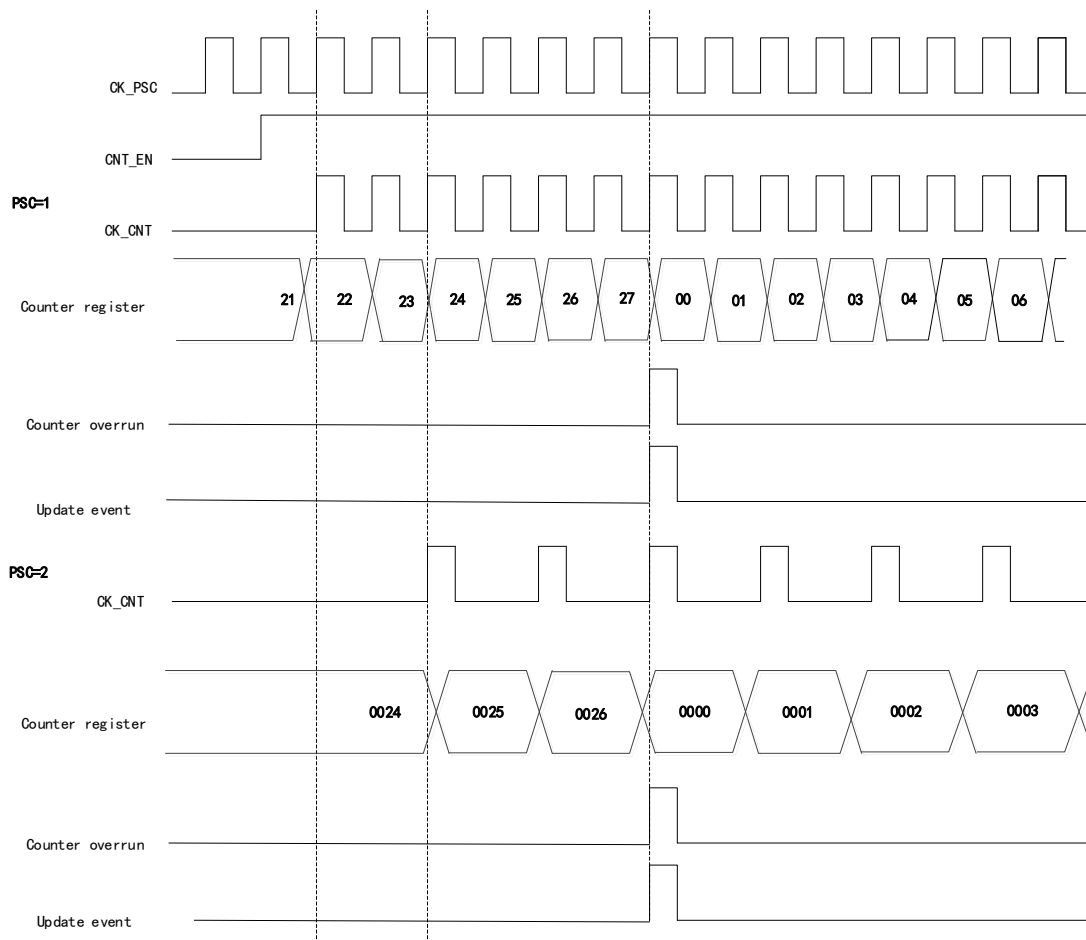 CK_PSC
CNT_EN
PSC=1
CK_CNT
Counter register 21 22 23 24 25 26 27 00 01 02 03 04 05 06
Counter overrun
Update event
PSC=2
CK_CNT
Counter register 0024 0025 0026 0000 0001 0002 0003
Counter overrun
Update event